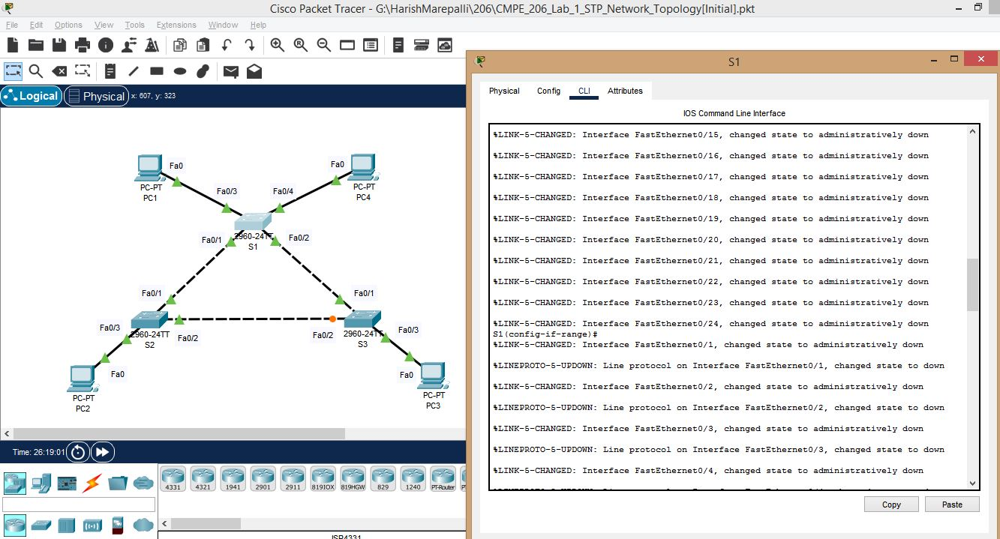 Cisco Packet Tracer - G:\HarishMarepalli\206\CMPE_206_Lab_1_STP_Network_Topology[Initial].pkt
File Edit Options View Tools Extensions Window Help
Logical Physical x: 607, y: 323
Fa0
PC-PT
PC1
Fa0/3
Fa0
PC-PT
PC4
Fa0/4
2960-24TT
S1
Fa0/1
Fa0/2
Fa0/1
Fa0/1
Fa0/3
2960-24TT
S2
Fa0/2
Fa0/2
2960-24TT
S3
Fa0/3
Fa0
PC-PT
PC2
Fa0
PC-PT
PC3
Time: 26:19:01
4331 4321 1941 2901 2911 819IOX 819HGW 829 1240 PT-Router
ISR4331
S1
Physical Config CLI Attributes
IOS Command Line Interface
%LINK-5-CHANGED: Interface FastEthernet0/15, changed state to administratively down
%LINK-5-CHANGED: Interface FastEthernet0/16, changed state to administratively down
%LINK-5-CHANGED: Interface FastEthernet0/17, changed state to administratively down
%LINK-5-CHANGED: Interface FastEthernet0/18, changed state to administratively down
%LINK-5-CHANGED: Interface FastEthernet0/19, changed state to administratively down
%LINK-5-CHANGED: Interface FastEthernet0/20, changed state to administratively down
%LINK-5-CHANGED: Interface FastEthernet0/21, changed state to administratively down
%LINK-5-CHANGED: Interface FastEthernet0/22, changed state to administratively down
%LINK-5-CHANGED: Interface FastEthernet0/23, changed state to administratively down
%LINK-5-CHANGED: Interface FastEthernet0/24, changed state to administratively down
S1(config-if-range)#
%LINK-5-CHANGED: Interface FastEthernet0/1, changed state to administratively down
%LINEPROTO-5-UPDOWN: Line protocol on Interface FastEthernet0/1, changed state to down
%LINK-5-CHANGED: Interface FastEthernet0/2, changed state to administratively down
%LINEPROTO-5-UPDOWN: Line protocol on Interface FastEthernet0/2, changed state to down
%LINK-5-CHANGED: Interface FastEthernet0/3, changed state to administratively down
%LINEPROTO-5-UPDOWN: Line protocol on Interface FastEthernet0/3, changed state to down
%LINK-5-CHANGED: Interface FastEthernet0/4, changed state to administratively down
Copy Paste